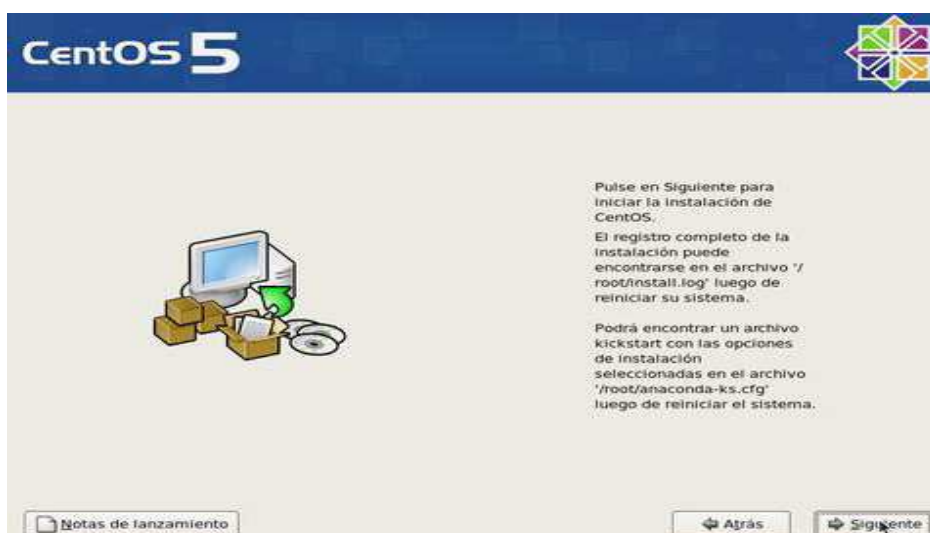 CentOS 5
Pulse en Siguiente para
iniciar la instalación de
CentOS.
El registro completo de la
instalación puede
encontrarse en el archivo '/
root/install.log' luego de
reiniciar su sistema.
Podrá encontrar un archivo
kickstart con las opciones
de instalación
seleccionadas en el archivo
'/root/anaconda-ks.cfg'
luego de reiniciar el sistema.
Notas de lanzamiento
Atrás
Siguiente